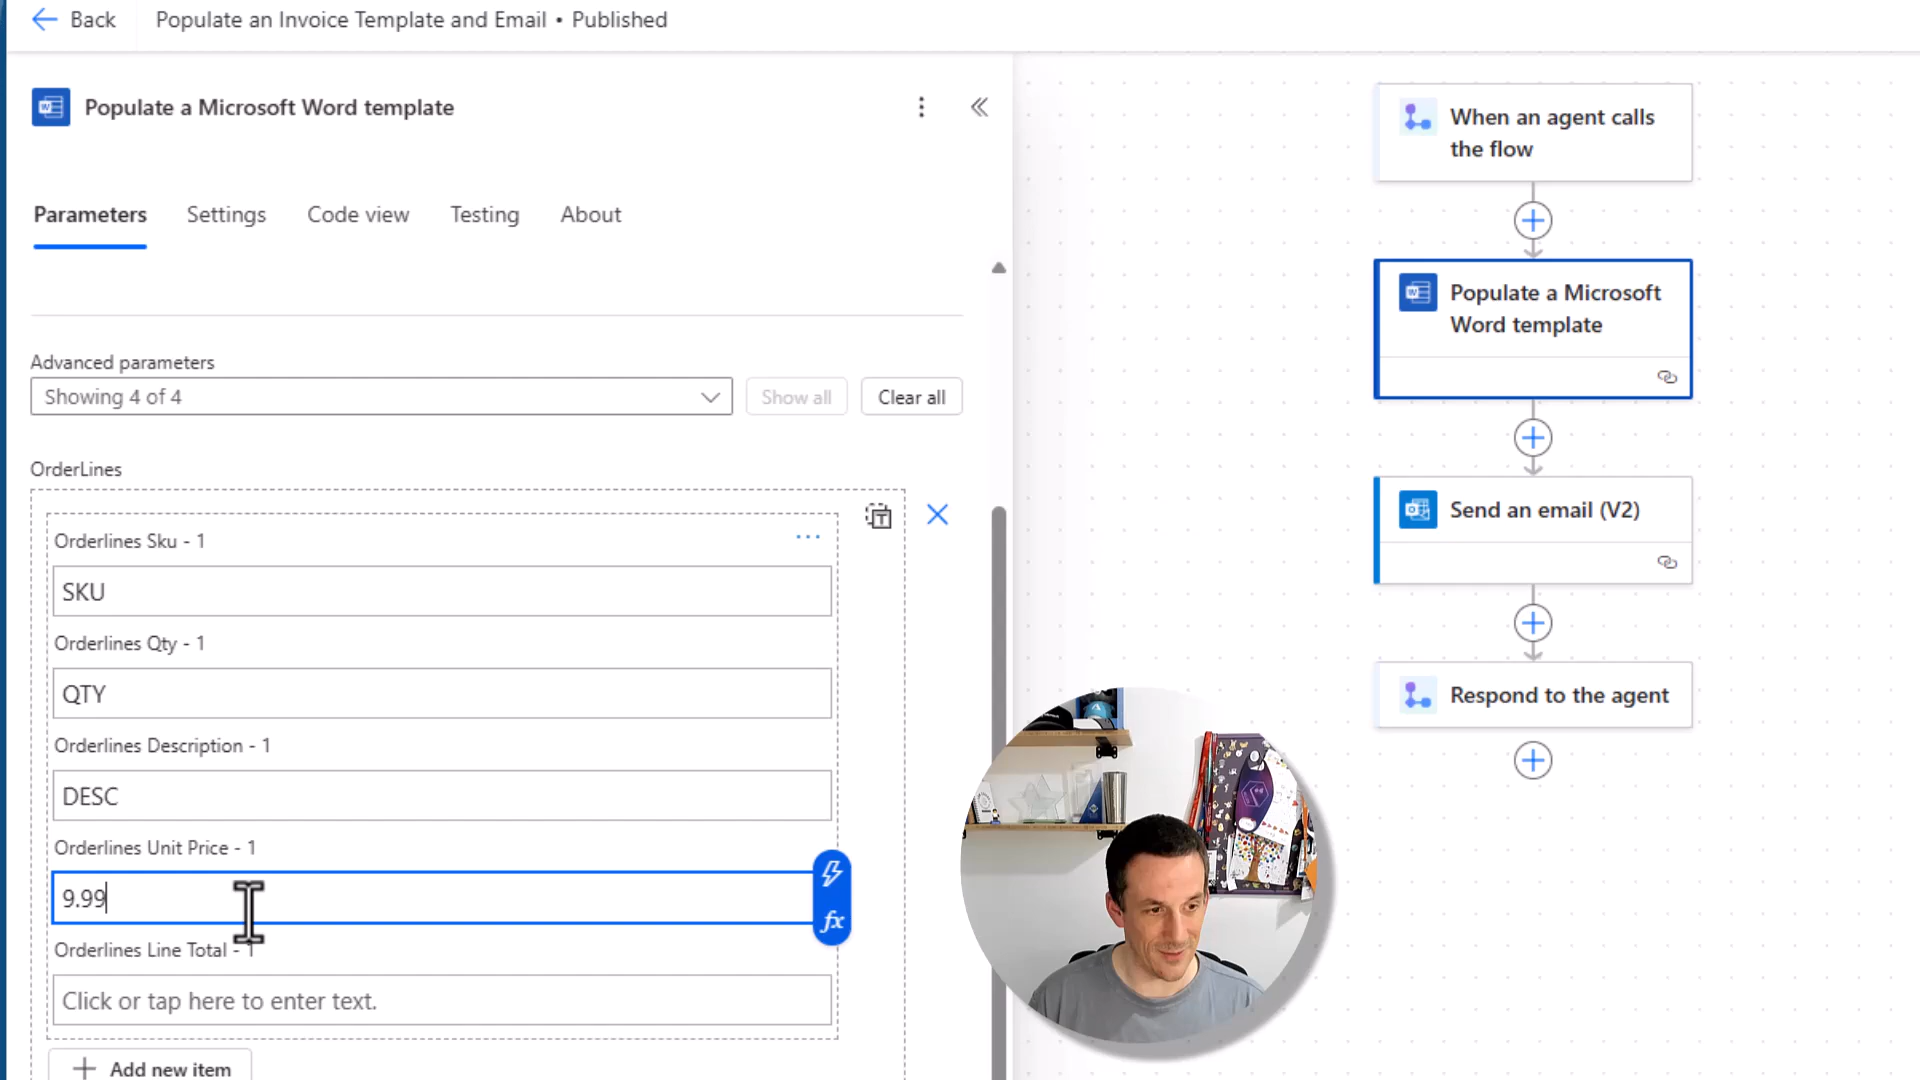 Back
Populate an Invoice Template and Email • Published
Populate a Microsoft Word template
Parameters
Settings
Code view
Testing
About
Advanced parameters
Showing 4 of 4
Show all
Clear all
OrderLines
Orderlines Sku - 1
SKU
Orderlines Qty - 1
QTY
Orderlines Description - 1
DESC
Orderlines Unit Price - 1
9.99
fx
Orderlines Line Total - 1
Click or tap here to enter text.
Add new item
When an agent calls
the flow
Populate a Microsoft
Word template
Send an email (V2)
Respond to the agent